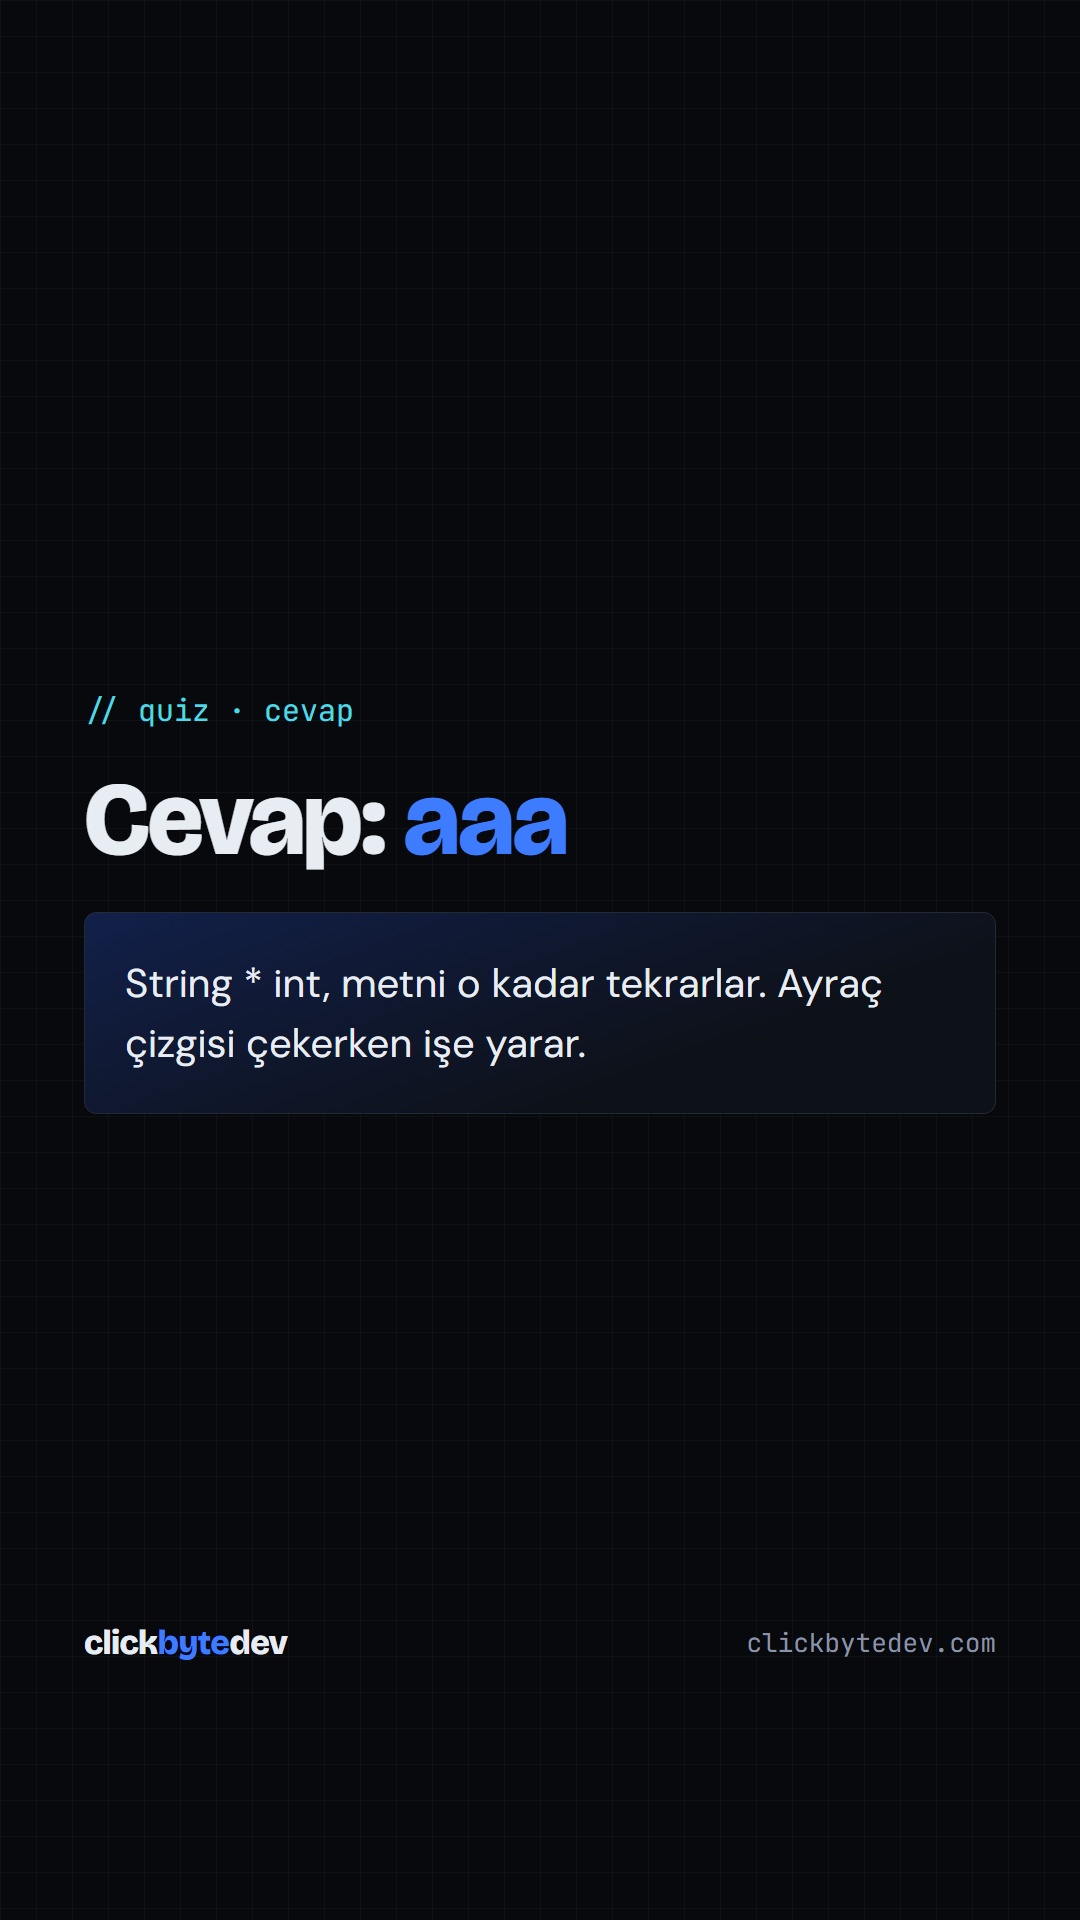 // quiz · cevap
Cevap: aaa
String * int, metni o kadar tekrarlar. Ayraç
çizgisi çekerken işe yarar.
clickbytedev
clickbytedev.com